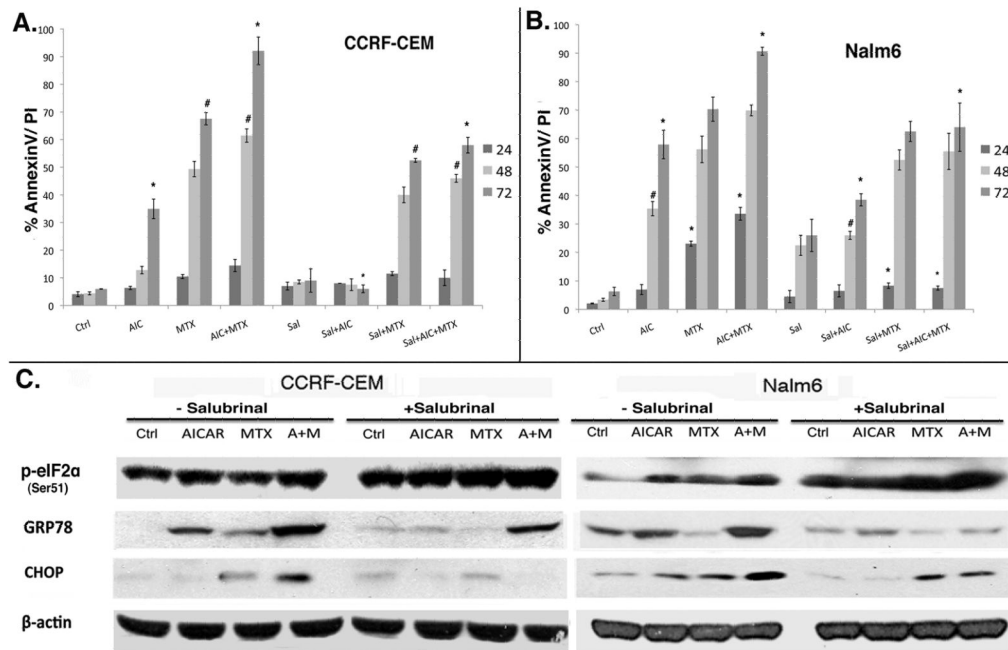 A.
CCRF-CEM
% AnnexinV/ PI
100
90
80
70
60
50
40
30
20
10
0
*
#
#
*
*
#
#
*
24
48
72
Ctrl
AIC
MTX
AIC+MTX
Sal
Sal+AIC
Sal+MTX
Sal+AIC+MTX
B.
Nalm6
% AnnexinV/ PI
100
90
80
70
60
50
40
30
20
10
0
#
*
*
*
*
#
*
*
*
*
24
48
72
Ctrl
AIC
MTX
AIC+MTX
Sal
Sal+AIC
Sal+MTX
Sal+AIC+MTX
C.
CCRF-CEM
Nalm6
- Salubrinal +Salubrinal - Salubrinal +Salubrinal
Ctrl AICAR MTX A+M Ctrl AICAR MTX A+M Ctrl AICAR MTX A+M Ctrl AICAR MTX A+M
p-eIF2α
(Ser51)
GRP78
CHOP
β-actin